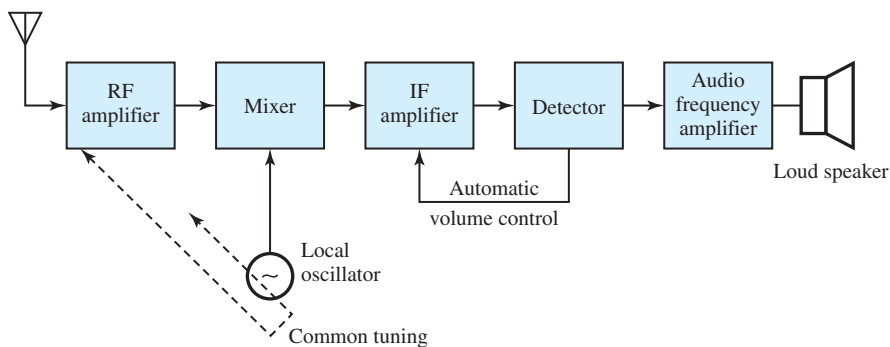 RF
amplifier
Mixer
IF
amplifier
Detector
Audio
frequency
amplifier
Loud speaker
Automatic
volume control
Local
oscillator
~
Common tuning